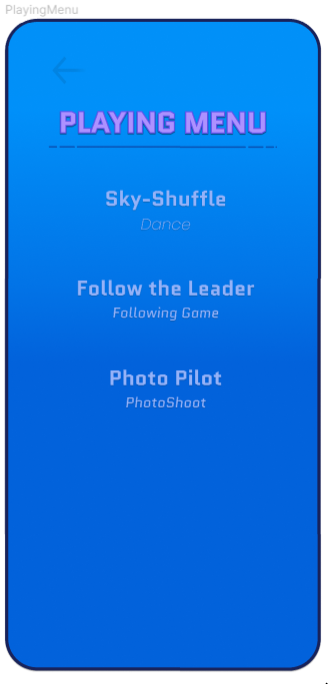 PlayingMenu
PLAYING MENU
Sky-Shuffle
Dance
Follow the Leader
Following Game
Photo Pilot
PhotoShoot